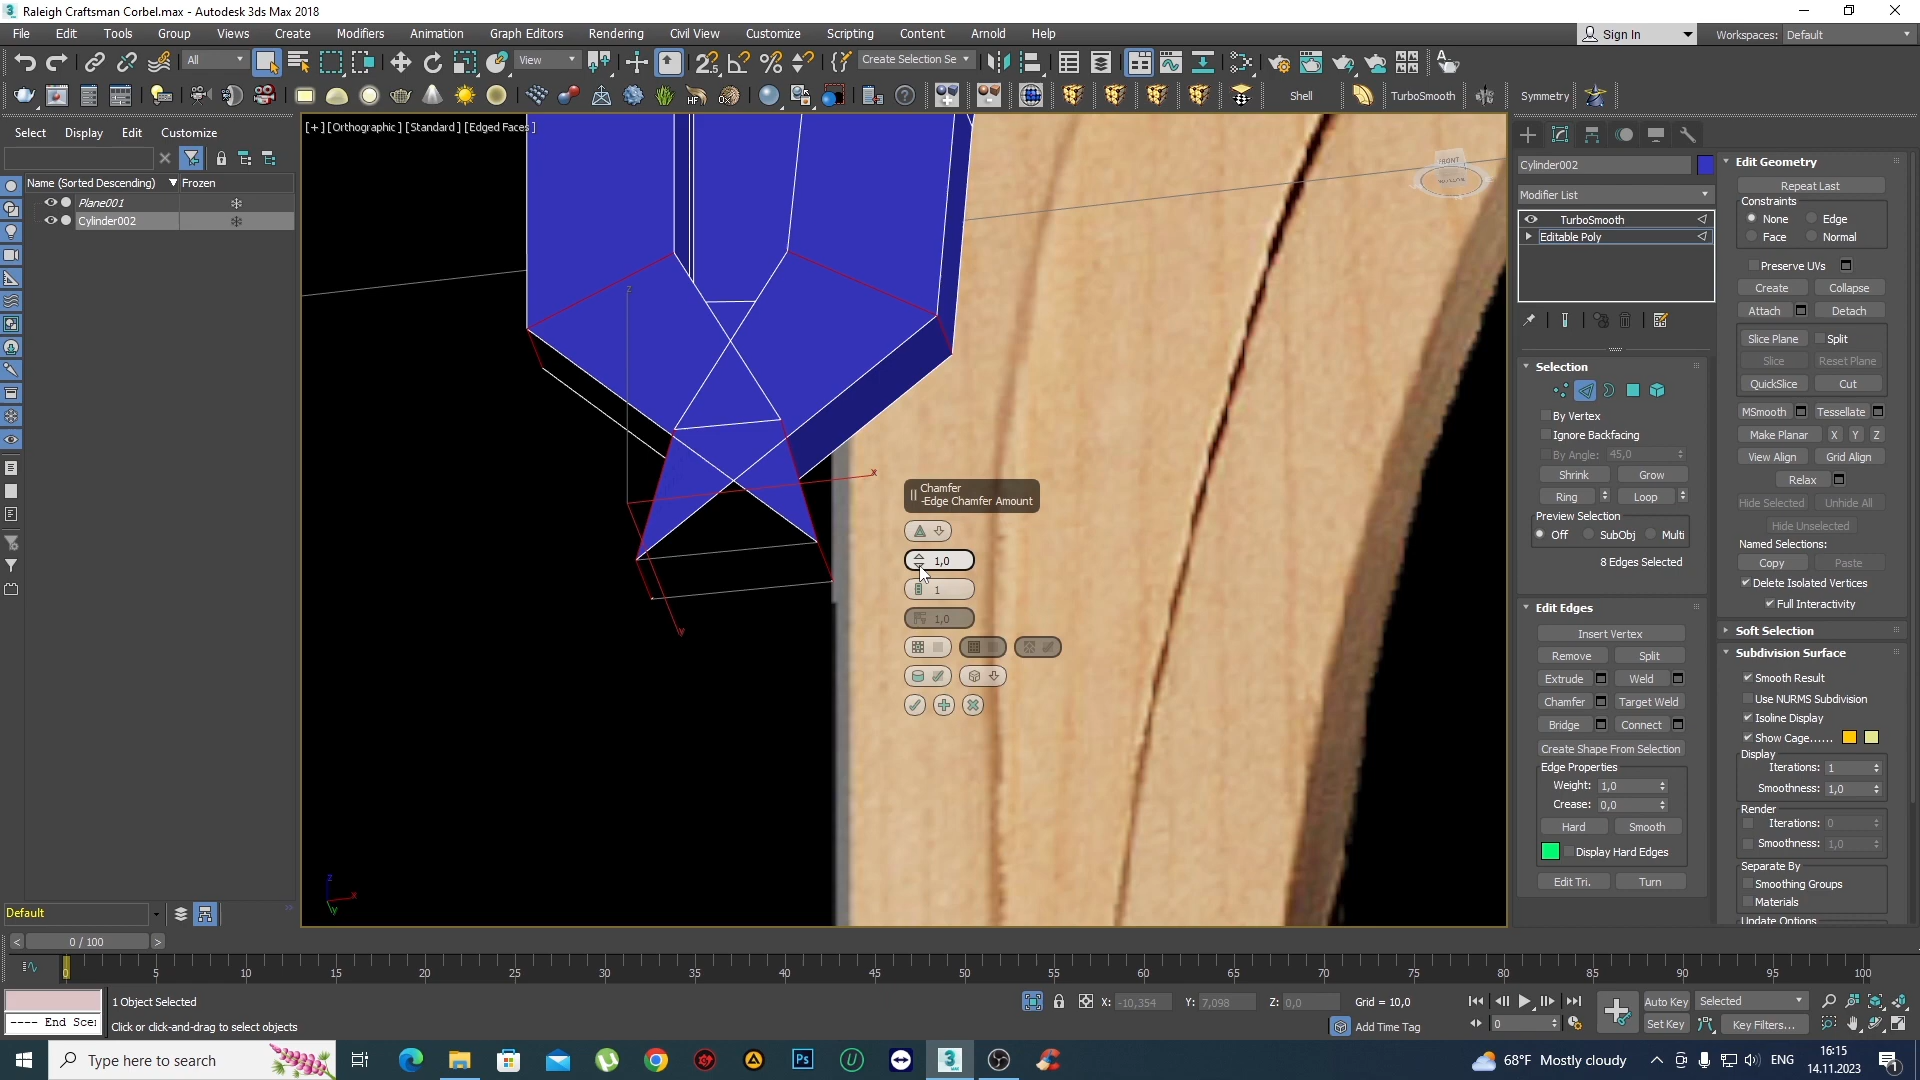 Raleigh Craftsman Corbel.max - Autodesk 3ds Max 2018
File Edit Tools Group Views Create Modifiers Animation Graph Editors Rendering Civil View Customize Scripting Content Arnold Help
Sign In Workspaces: Default
All View Create Selection Se
Shell TurboSmooth Symmetry
Select Display Edit Customize
Name (Sorted Descending) Frozen
Plane001
Cylinder002
Default
[+] [Orthographic] [Standard] [Edged Faces]
FRONT
z
x
y
Chamfer
-Edge Chamfer Amount
1,0
1
1,0
Cylinder002
Modifier List
TurboSmooth
Editable Poly
Selection
By Vertex
Ignore Backfacing
By Angle: 45,0
Shrink Grow
Ring Loop
Preview Selection
Off SubObj Multi
8 Edges Selected
Edit Edges
Insert Vertex
Remove Split
Extrude Weld
Chamfer Target Weld
Bridge Connect
Create Shape From Selection
Edge Properties
Weight: 1,0
Crease: 0,0
Hard Smooth
Display Hard Edges
Edit Tri. Turn
Edit Geometry
Repeat Last
Constraints
None Edge
Face Normal
Preserve UVs
Create Collapse
Attach Detach
Slice Plane Split
Slice Reset Plane
QuickSlice Cut
MSmooth Tessellate
Make Planar X Y Z
View Align Grid Align
Relax
Hide Selected Unhide All
Hide Unselected
Named Selections:
Copy Paste
Delete Isolated Vertices
Full Interactivity
Soft Selection
Subdivision Surface
Smooth Result
Use NURMS Subdivision
Isoline Display
Show Cage......
Display
Iterations: 1
Smoothness: 1,0
Render
Iterations: 0
Smoothness: 1,0
Separate By
Smoothing Groups
Materials
Update Options
0 / 100
0 5 10 15 20 25 30 35 40 45 50 55 60 65 70 75 80 85 90 95 100
1 Object Selected
---- End Sce
Click or click-and-drag to select objects
X: -10,354 Y: 7,098 Z: 0,0 Grid = 10,0
Add Time Tag
0
Auto Key Selected
Set Key Key Filters...
Type here to search
68°F Mostly cloudy ENG
16:15
14.11.2023